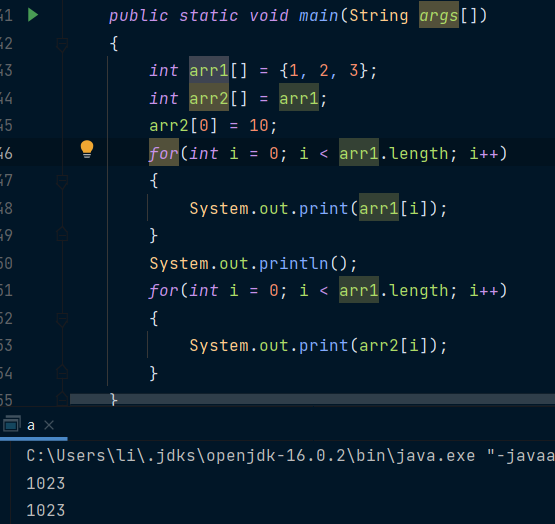 41 public static void main(String args[])
42 {
43 int arr1[] = {1, 2, 3};
44 int arr2[] = arr1;
45 arr2[0] = 10;
46 for(int i = 0; i < arr1.length; i++)
47 {
48 System.out.print(arr1[i]);
49 }
50 System.out.println();
51 for(int i = 0; i < arr1.length; i++)
52 {
53 System.out.print(arr2[i]);
54 }
55 }
a ×
C:\Users\li\.jdks\openjdk-16.0.2\bin\java.exe "-javaa
1023
1023